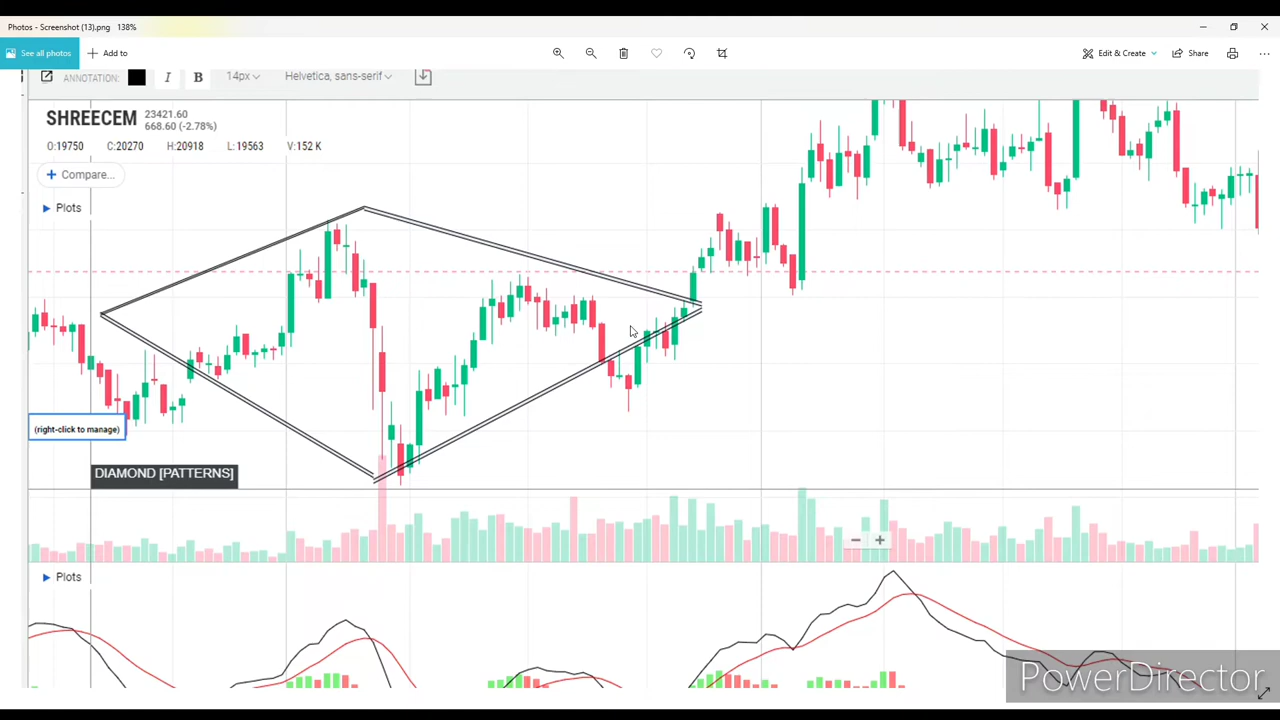 Photos - Screenshot (13).png 138%
See all photos
Add to
Edit & Create
Share
ANNOTATION:
I
B
14px
Helvetica, sans-serif
SHREECEM
23421.60
668.60 (-2.78%)
O:19750 C:20270 H:20918 L:19563 V:152 K
+ Compare...
Plots
(right-click to manage)
DIAMOND [PATTERNS]
Plots
PowerDirector